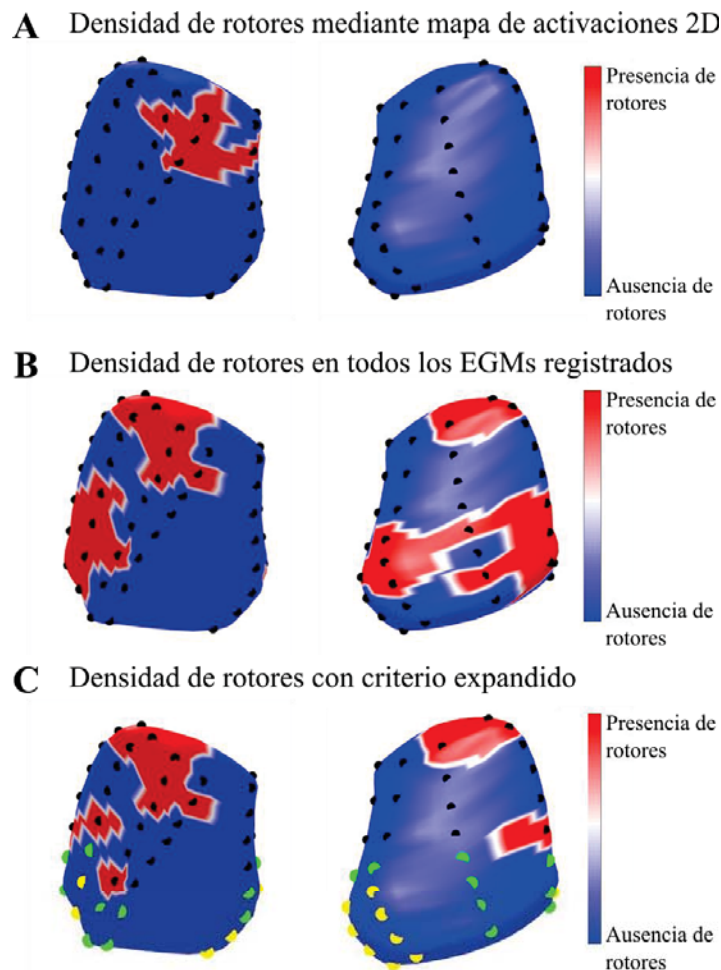 A Densidad de rotores mediante mapa de activaciones 2D
Presencia de
rotores
Ausencia de
rotores
B Densidad de rotores en todos los EGMs registrados
Presencia de
rotores
Ausencia de
rotores
C Densidad de rotores con criterio expandido
Presencia de
rotores
Ausencia de
rotores